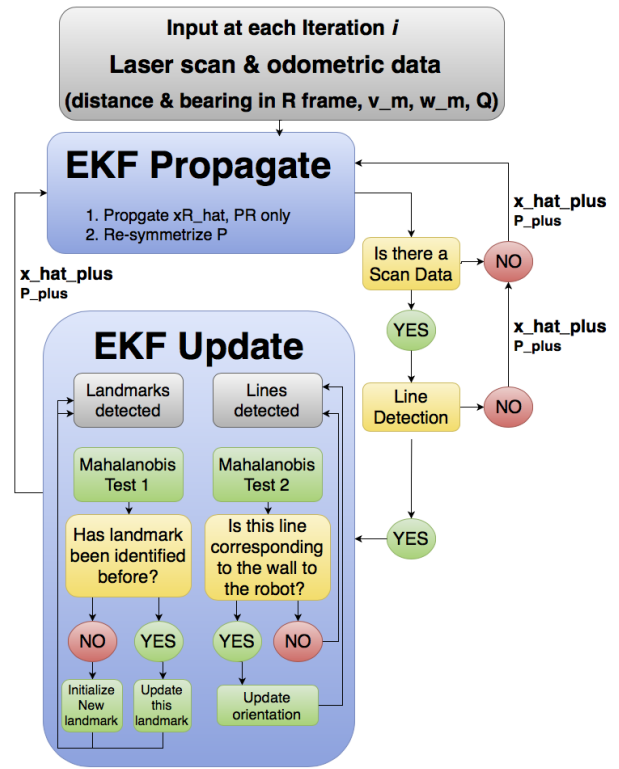 Input at each Iteration i
Laser scan & odometric data
(distance & bearing in R frame, v_m, w_m, Q)
EKF Propagate
1. Propgate xR_hat, PR only
2. Re-symmetrize P
x_hat_plus
P_plus
Is there a
Scan Data
NO
x_hat_plus
P_plus
YES
x_hat_plus
P_plus
Line
Detection
NO
YES
EKF Update
Landmarks
detected
Lines
detected
Mahalanobis
Test 1
Mahalanobis
Test 2
Has landmark
been identified
before?
Is this line
corresponding
to the wall to
the robot?
NO
YES
YES
NO
Initialize
New
landmark
Update
this
landmark
Update
orientation